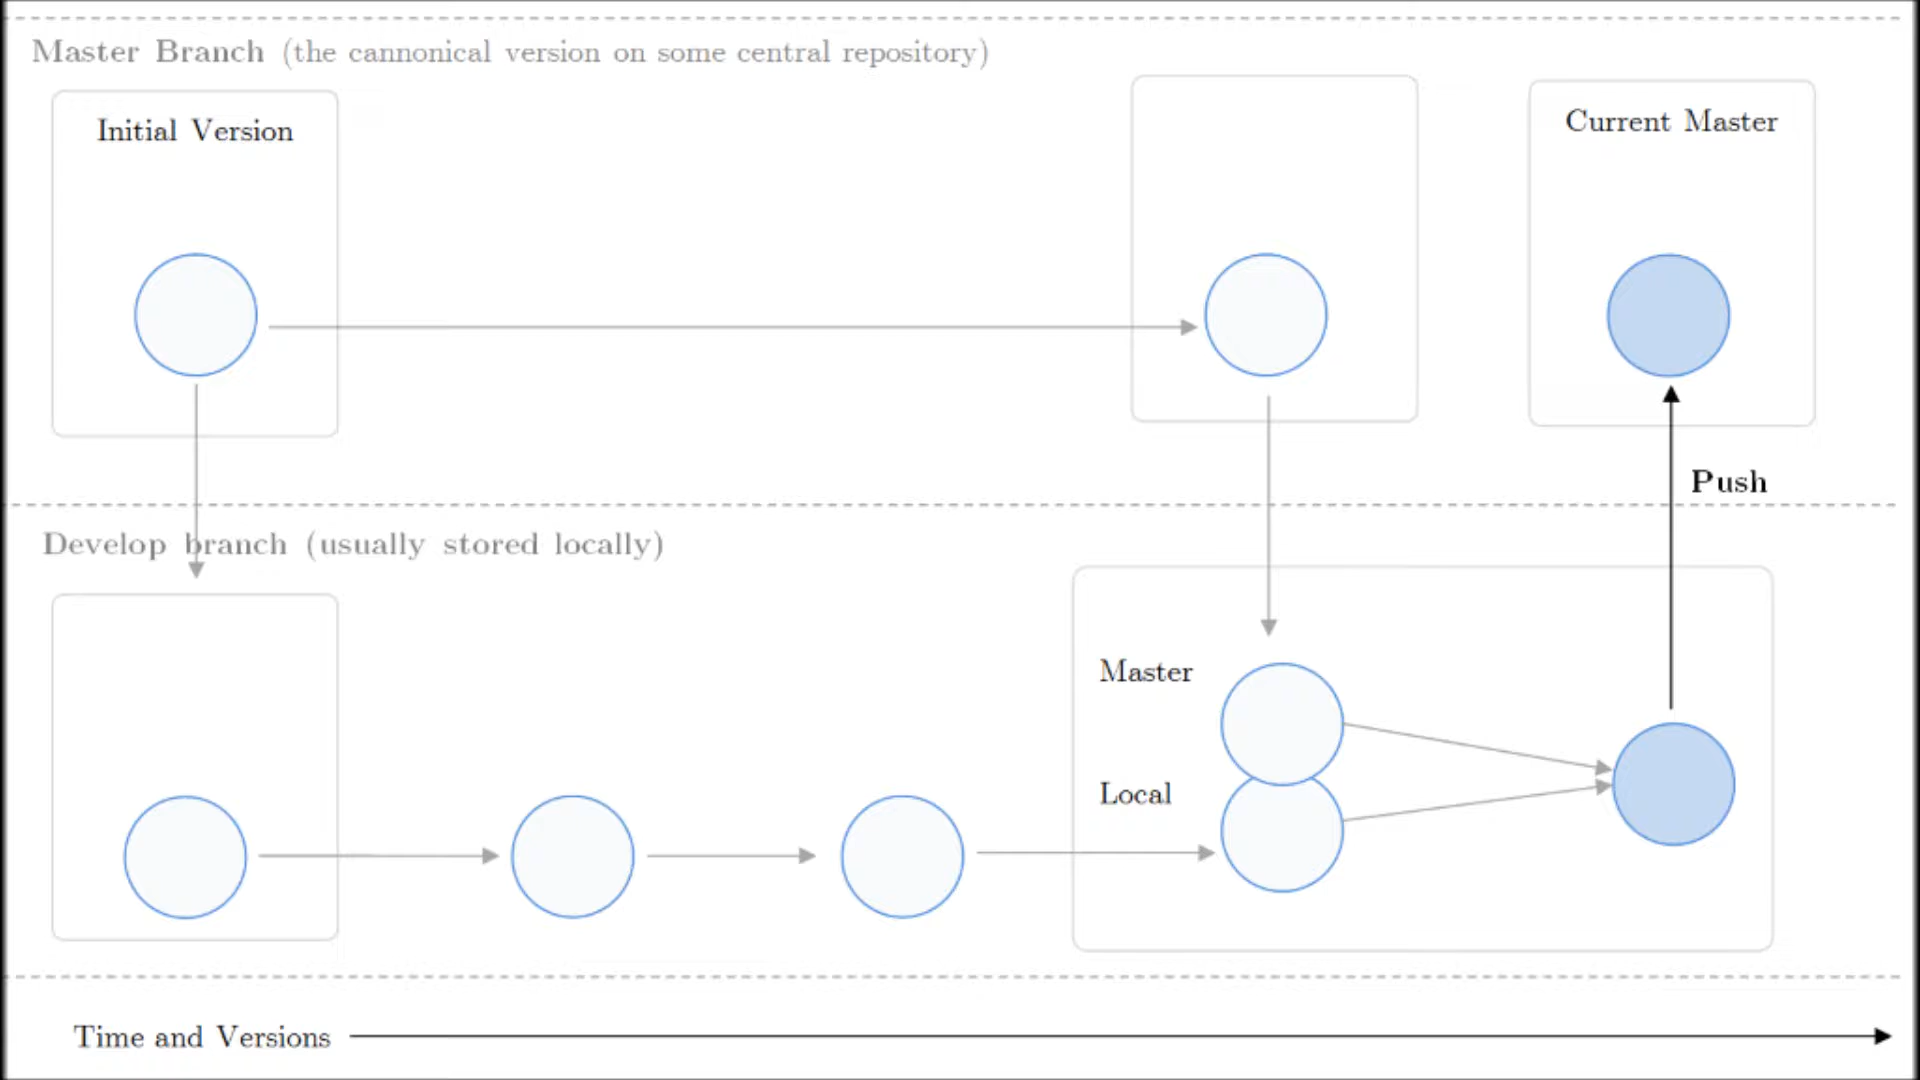 Master Branch (the cannonical version on some central repository)
Initial Version
Current Master
Push
Develop branch (usually stored locally)
Master
Local
Time and Versions